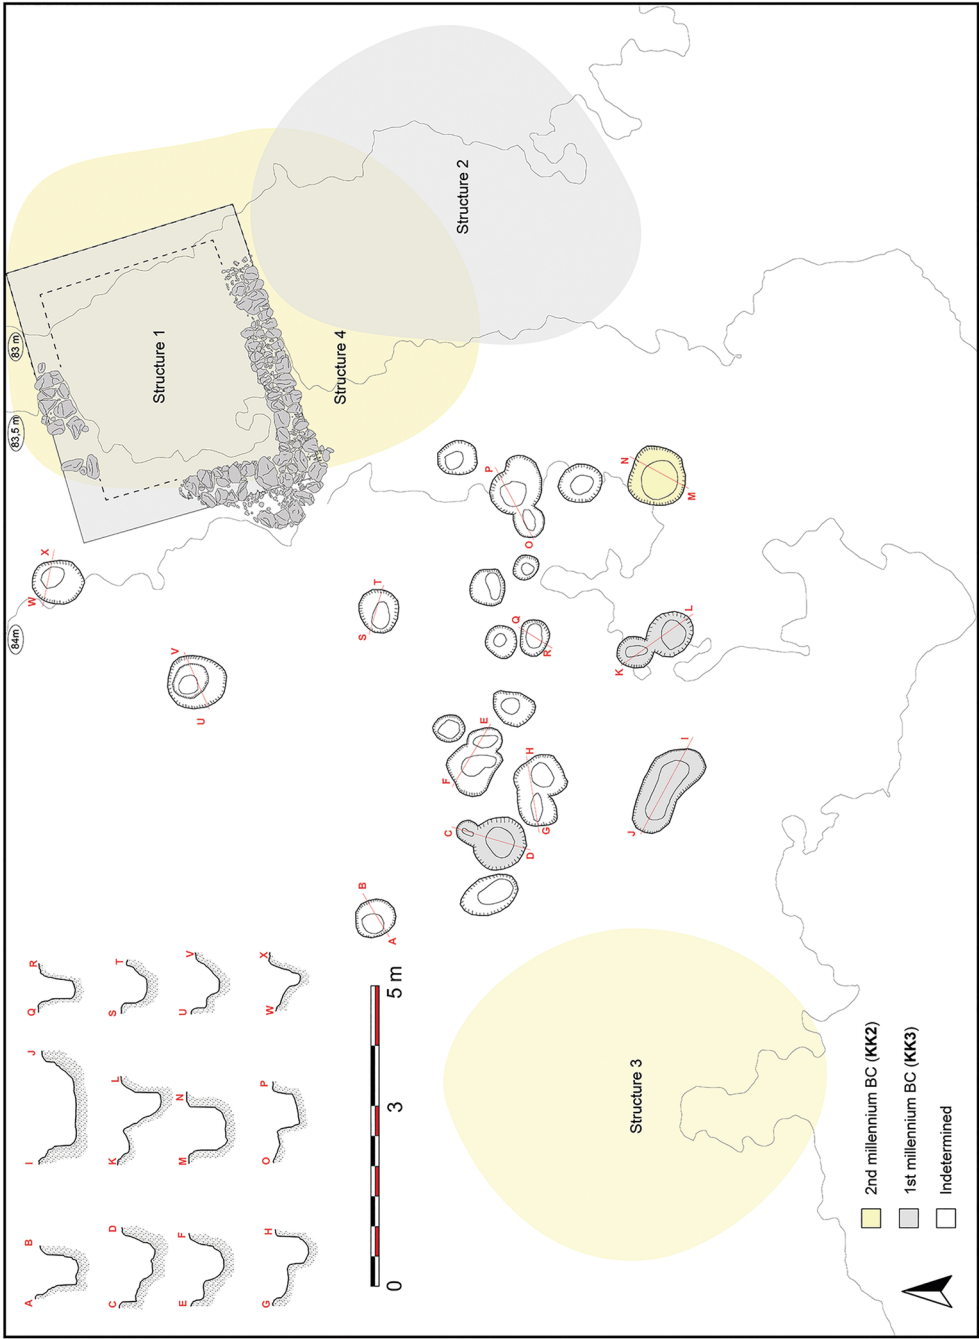 84m
83,5 m
83 m
A B
I J
Q R
C D
K L
S T
E F
M N
U V
G H
O P
W X
W X
U V
Structure 1
Structure 4
Structure 2
S T
A B
0 3 5 m
C D
F E
G H
R Q
O P
K L
J I
M N
Structure 3
2nd millennium BC (KK2)
1st millennium BC (KK3)
Indetermined